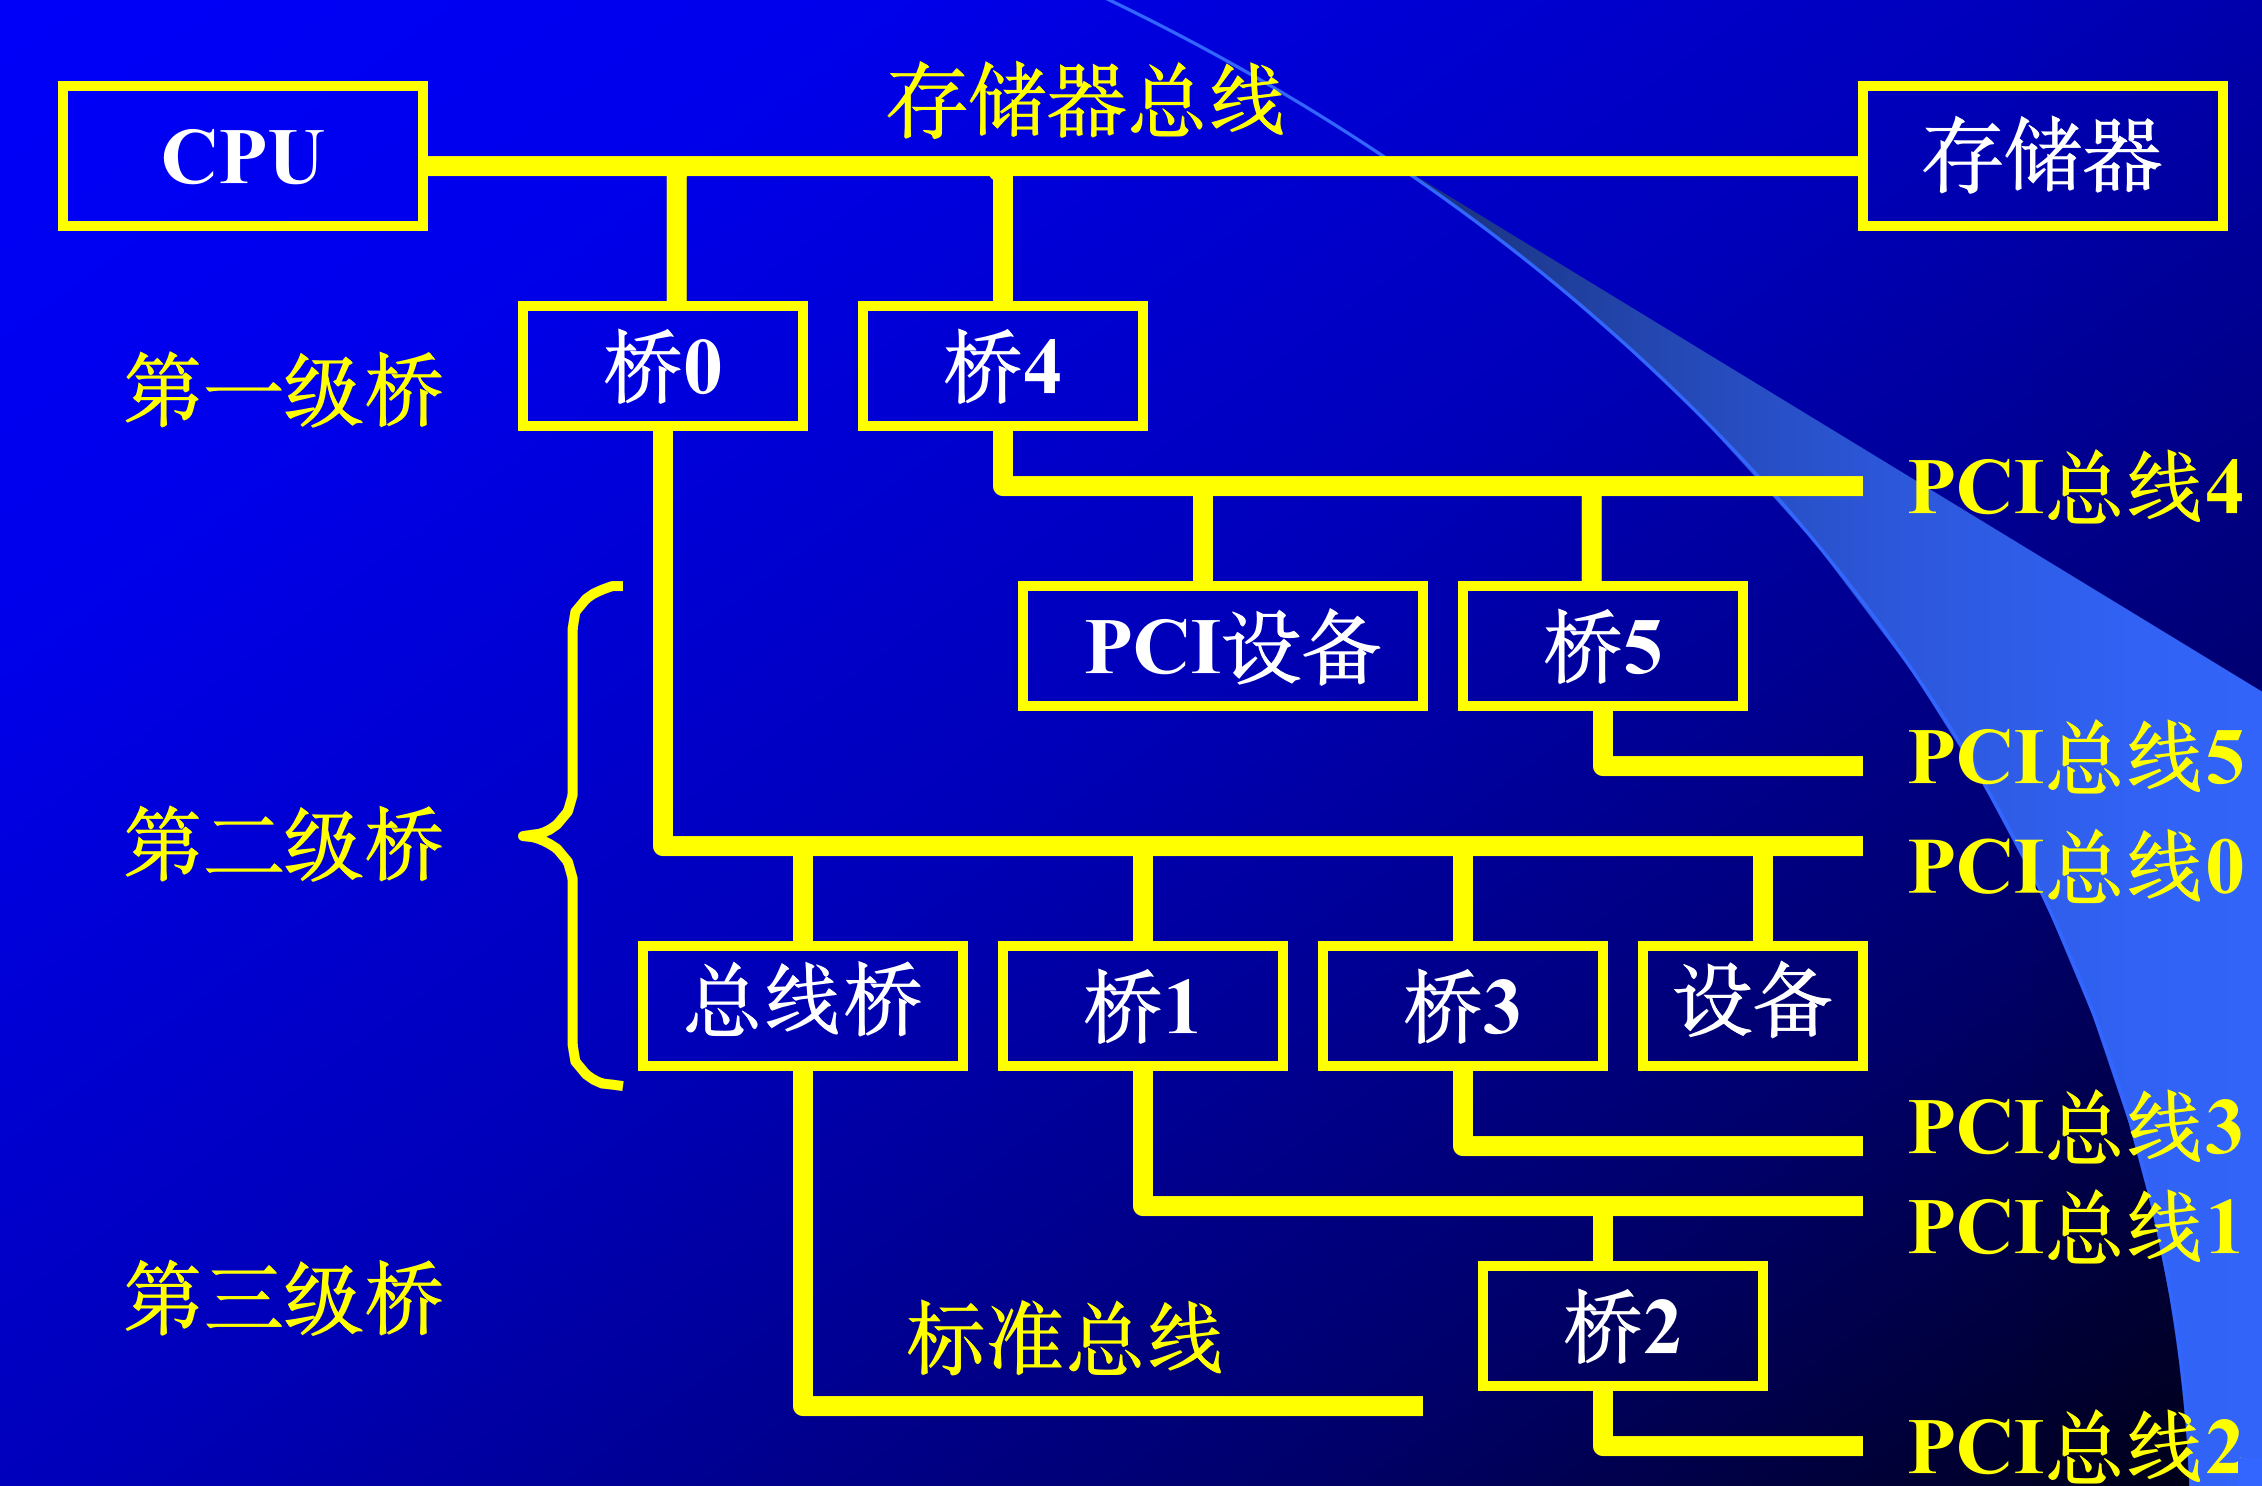 存储器总线
CPU
存储器
桥0
桥4
第一级桥
PCI总线4
PCI设备
桥5
PCI总线5
第二级桥
PCI总线0
总线桥
桥1
桥3
设备
PCI总线3
PCI总线1
第三级桥
标准总线
桥2
PCI总线2